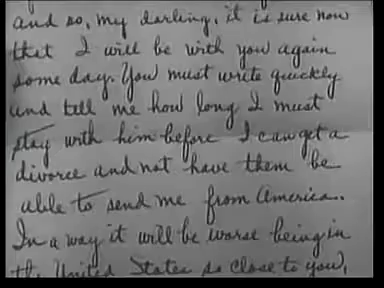 and so, my darling, it is sure now
that I will be with you again
some day. You must write quickly
and tell me how long I must
stay with him before I can get a
divorce and not have them be
able to send me from America..
In a way it will be worse being in
the United States so close to you,